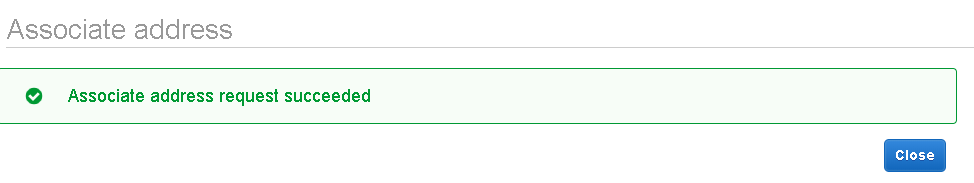 Associate address
Associate address request succeeded
Close